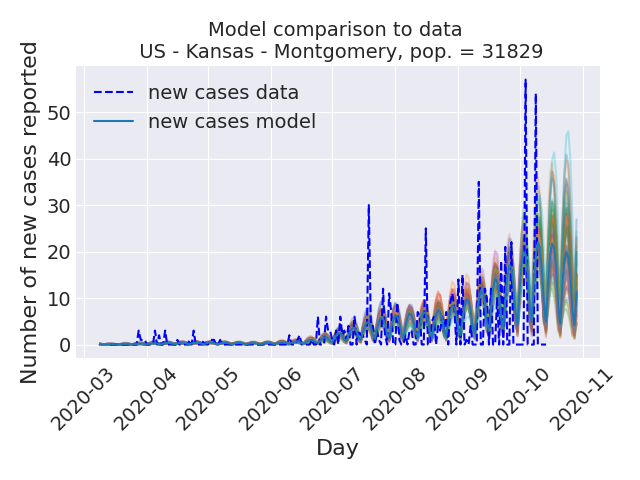 Model comparison to data
US - Kansas - Montgomery, pop. = 31829
new cases data
new cases model
Number of new cases reported
50
40
30
20
10
0
2020-03
2020-04
2020-05
2020-06
2020-07
2020-08
2020-09
2020-10
2020-11
Day